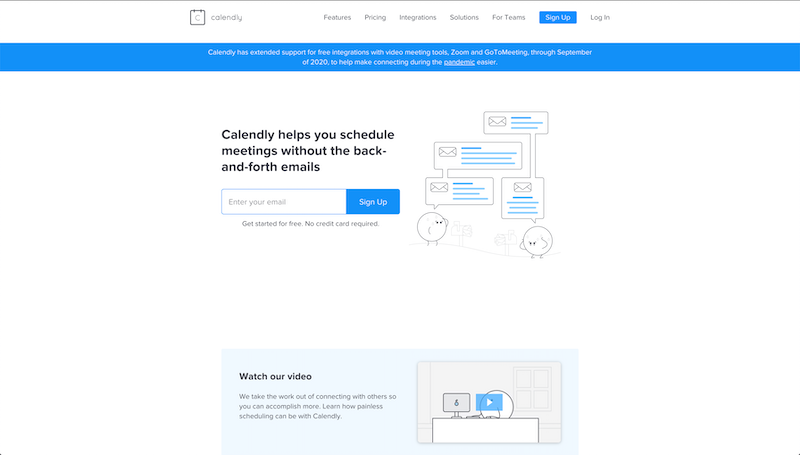 C calendly Features Pricing Integrations Solutions For Teams Sign Up Log In
Calendly has extended support for free integrations with video meeting tools, Zoom and GoToMeeting, through September
of 2020, to help make connecting during the pandemic easier.
Calendly helps you schedule
meetings without the back-
and-forth emails
Enter your email Sign Up
Get started for free. No credit card required.
Watch our video
We take the work out of connecting with others so
you can accomplish more. Learn how painless
scheduling can be with Calendly.